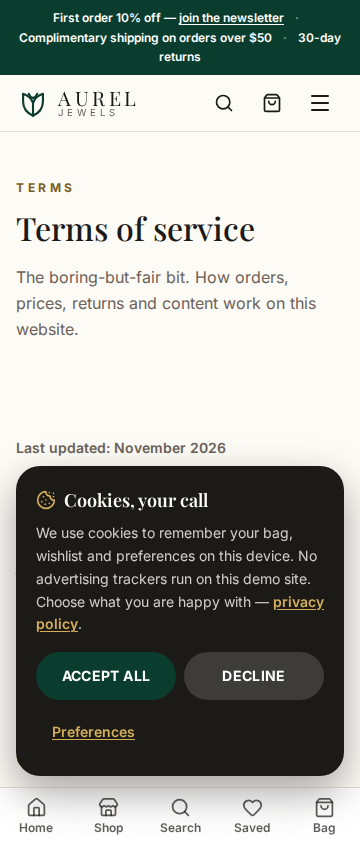 First order 10% off — join the newsletter ·
Complimentary shipping on orders over $50 · 30-day
returns
AUREL
JEWELS
TERMS
Terms of service
The boring-but-fair bit. How orders,
prices, returns and content work on this
website.
Last updated: November 2026
Cookies, your call
We use cookies to remember your bag,
wishlist and preferences on this device. No
advertising trackers run on this demo site.
Choose what you are happy with — privacy
policy.
ACCEPT ALL DECLINE
Preferences
Home Shop Search Saved Bag